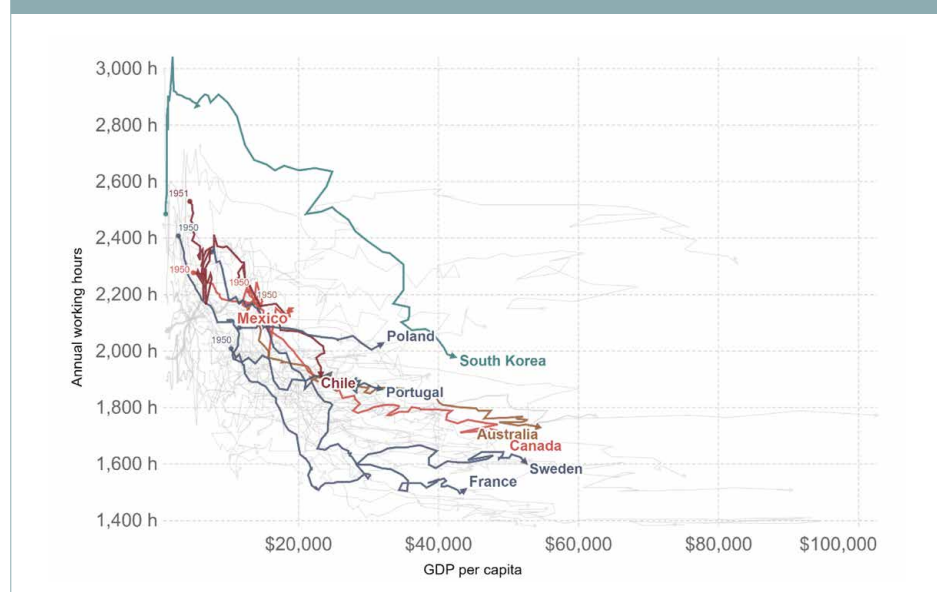 3,000 h
2,800 h
2,600 h
2,400 h
2,200 h
2,000 h
1,800 h
1,600 h
1,400 h
Annual working hours
1951
1950
1950
1950
1950
1950
Mexico
Poland
South Korea
Chile
Portugal
Australia
Canada
Sweden
France
$20,000
$40,000
$60,000
$80,000
$100,000
GDP per capita